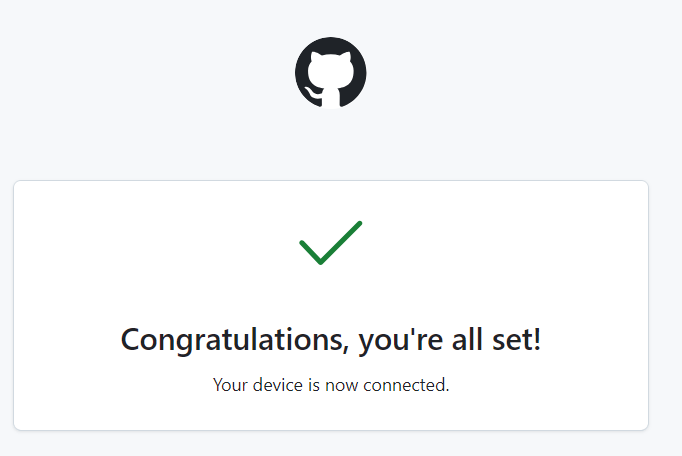 Congratulations, you're all set!
Your device is now connected.